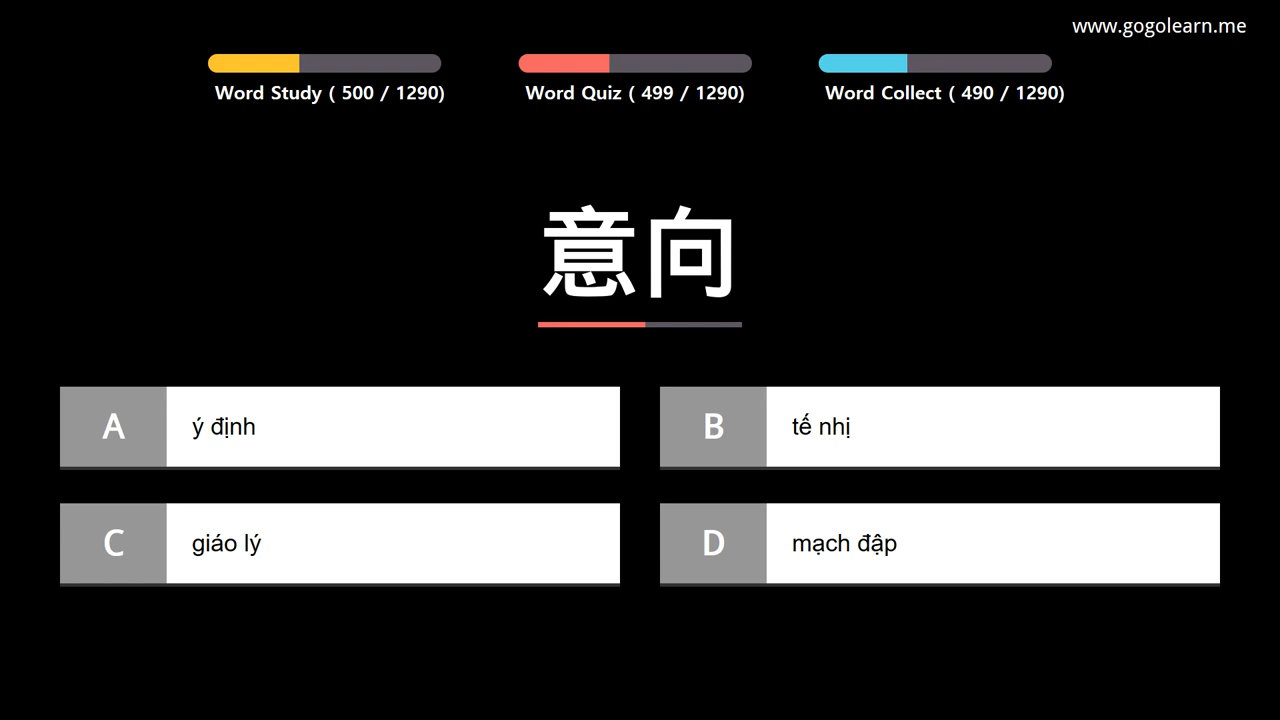 www.gogolearn.me
Word Study ( 500 / 1290)
Word Quiz ( 499 / 1290)
Word Collect ( 490 / 1290)
意向
A ý định
B tế nhị
C giáo lý
D mạch đập